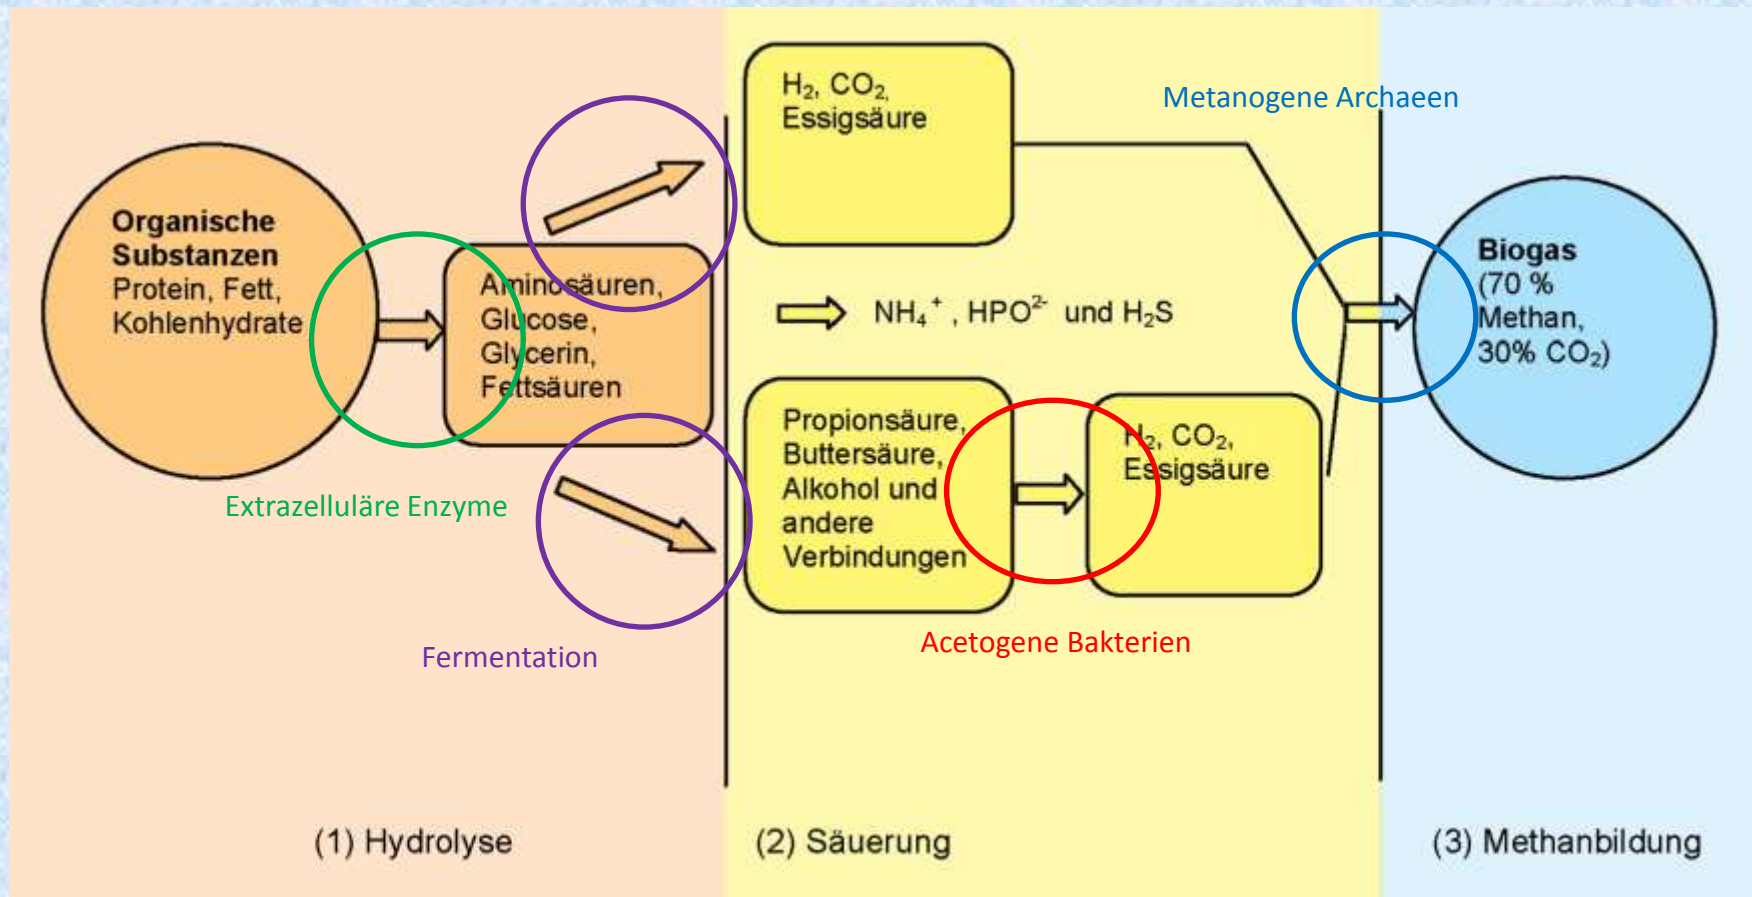 Organische
Substanzen
Protein, Fett,
Kohlenhydrate
Extrazelluläre Enzyme
Aminosäuren,
Glucose,
Glycerin,
Fettsäuren
Fermentation
H₂, CO₂,
Essigsäure
NH₄⁺ , HPO²⁻ und H₂S
Propionsäure,
Buttersäure,
Alkohol und
andere
Verbindungen
Acetogene Bakterien
H₂, CO₂,
Essigsäure
Metanogene Archaeen
Biogas
(70 %
Methan,
30% CO₂)
(1) Hydrolyse
(2) Säuerung
(3) Methanbildung